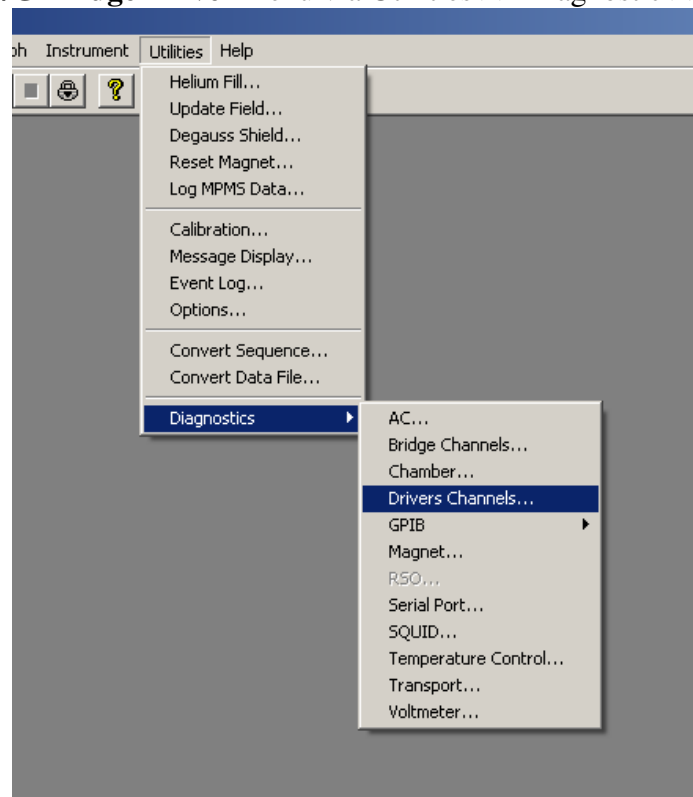 Instrument Utilities Help
Helium Fill...
Update Field...
Degauss Shield...
Reset Magnet...
Log MPMS Data...
Calibration...
Message Display...
Event Log...
Options...
Convert Sequence...
Convert Data File...
Diagnostics
AC...
Bridge Channels...
Chamber...
Drivers Channels...
GPIB
Magnet...
RSO...
Serial Port...
SQUID...
Temperature Control...
Transport...
Voltmeter...